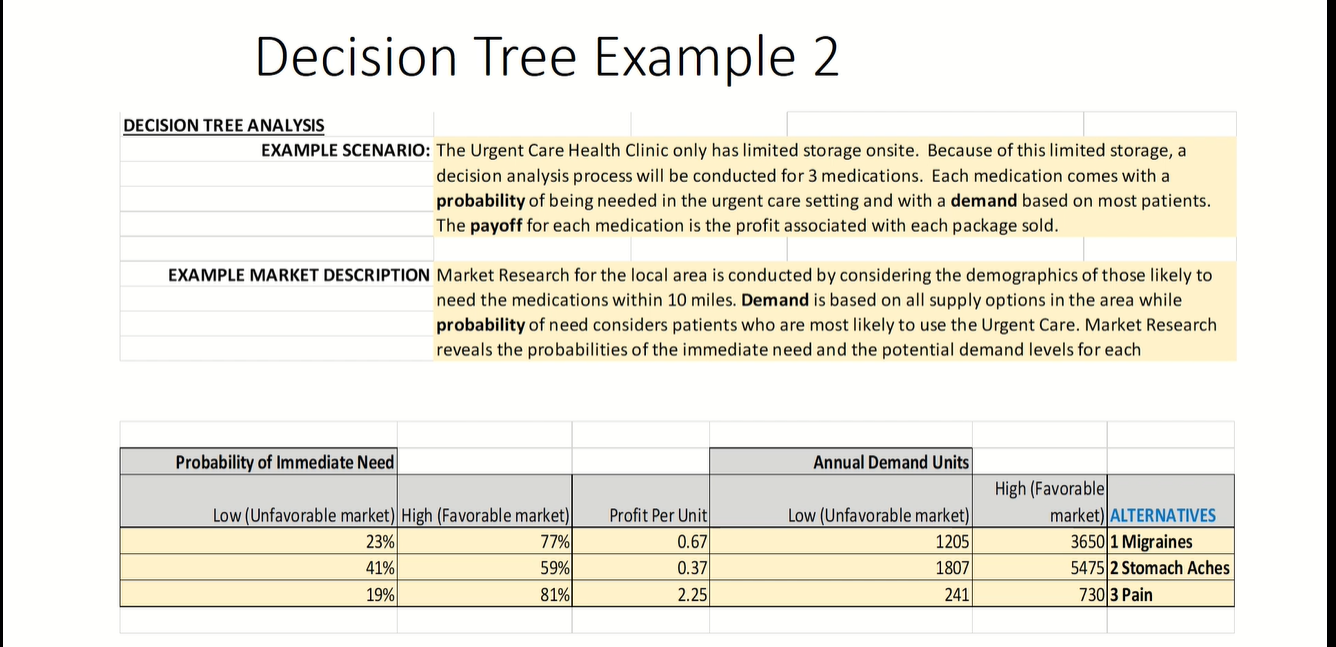 Decision Tree Example 2
DECISION TREE ANALYSIS
EXAMPLE SCENARIO: The Urgent Care Health Clinic only has limited storage onsite. Because of this limited storage, a
decision analysis process will be conducted for 3 medications. Each medication comes with a
probability of being needed in the urgent care setting and with a demand based on most patients.
The payoff for each medication is the profit associated with each package sold.
EXAMPLE MARKET DESCRIPTION Market Research for the local area is conducted by considering the demographics of those likely to
need the medications within 10 miles. Demand is based on all supply options in the area while
probability of need considers patients who are most likely to use the Urgent Care. Market Research
reveals the probabilities of the immediate need and the potential demand levels for each
Probability of Immediate Need Annual Demand Units
High (Favorable
Low (Unfavorable market) High (Favorable market) Profit Per Unit Low (Unfavorable market) market) ALTERNATIVES
23% 77% 0.67 1205 3650 1 Migraines
41% 59% 0.37 1807 5475 2 Stomach Aches
19% 81% 2.25 241 730 3 Pain